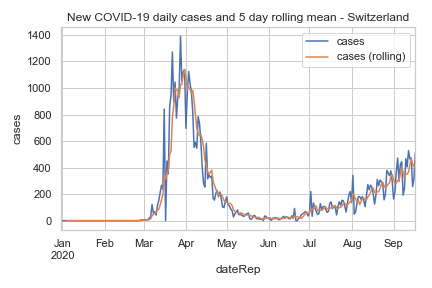 New COVID-19 daily cases and 5 day rolling mean - Switzerland
cases
cases (rolling)
1400
1200
1000
800
600
400
200
0
cases
Jan
2020
Feb
Mar
Apr
May
Jun
Jul
Aug
Sep
dateRep